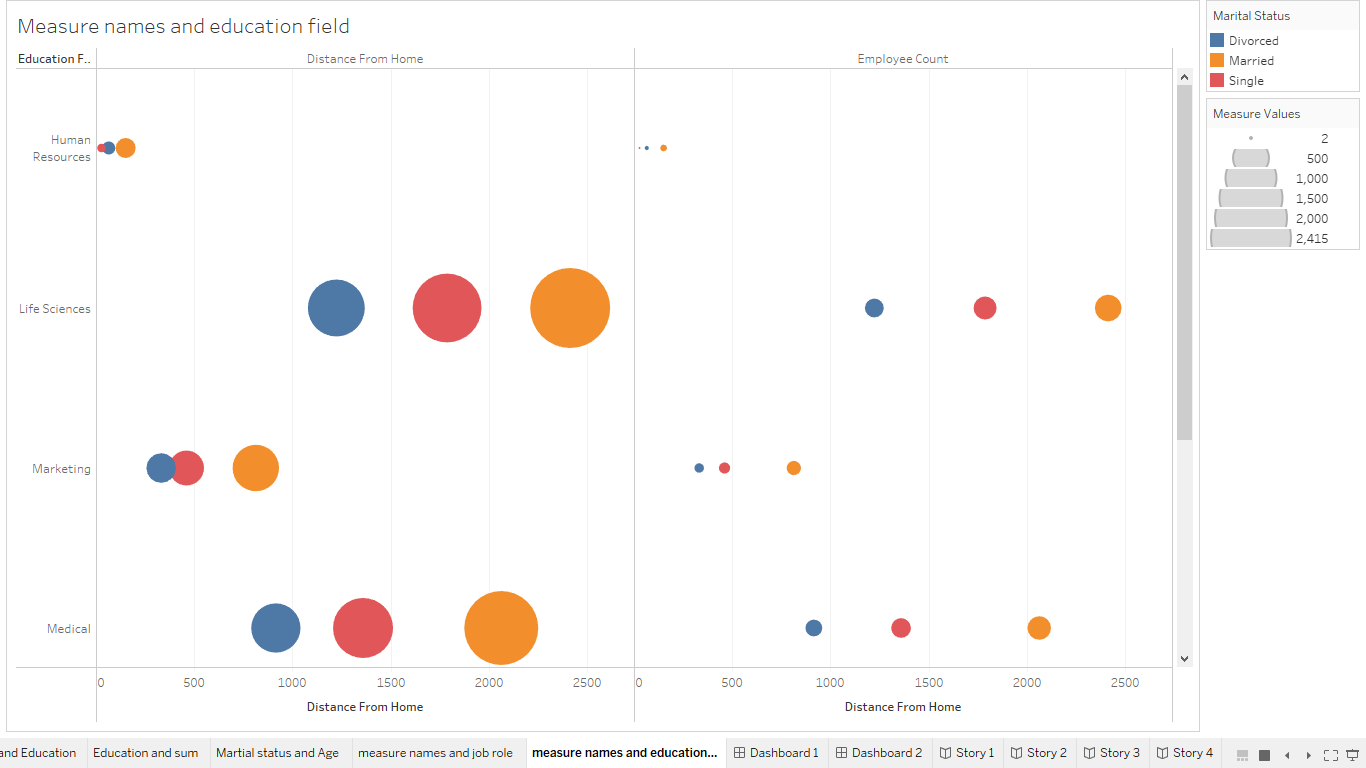 Measure names and education field
Education F.. Distance From Home Employee Count
Human
Resources
Life Sciences
Marketing
Medical
0 500 1000 1500 2000 2500 0 500 1000 1500 2000 2500
Distance From Home Distance From Home
Marital Status
Divorced
Married
Single
Measure Values
2
500
1,000
1,500
2,000
2,415
and Education Education and sum Martial status and Age measure names and job role measure names and education... Dashboard 1 Dashboard 2 Story 1 Story 2 Story 3 Story 4